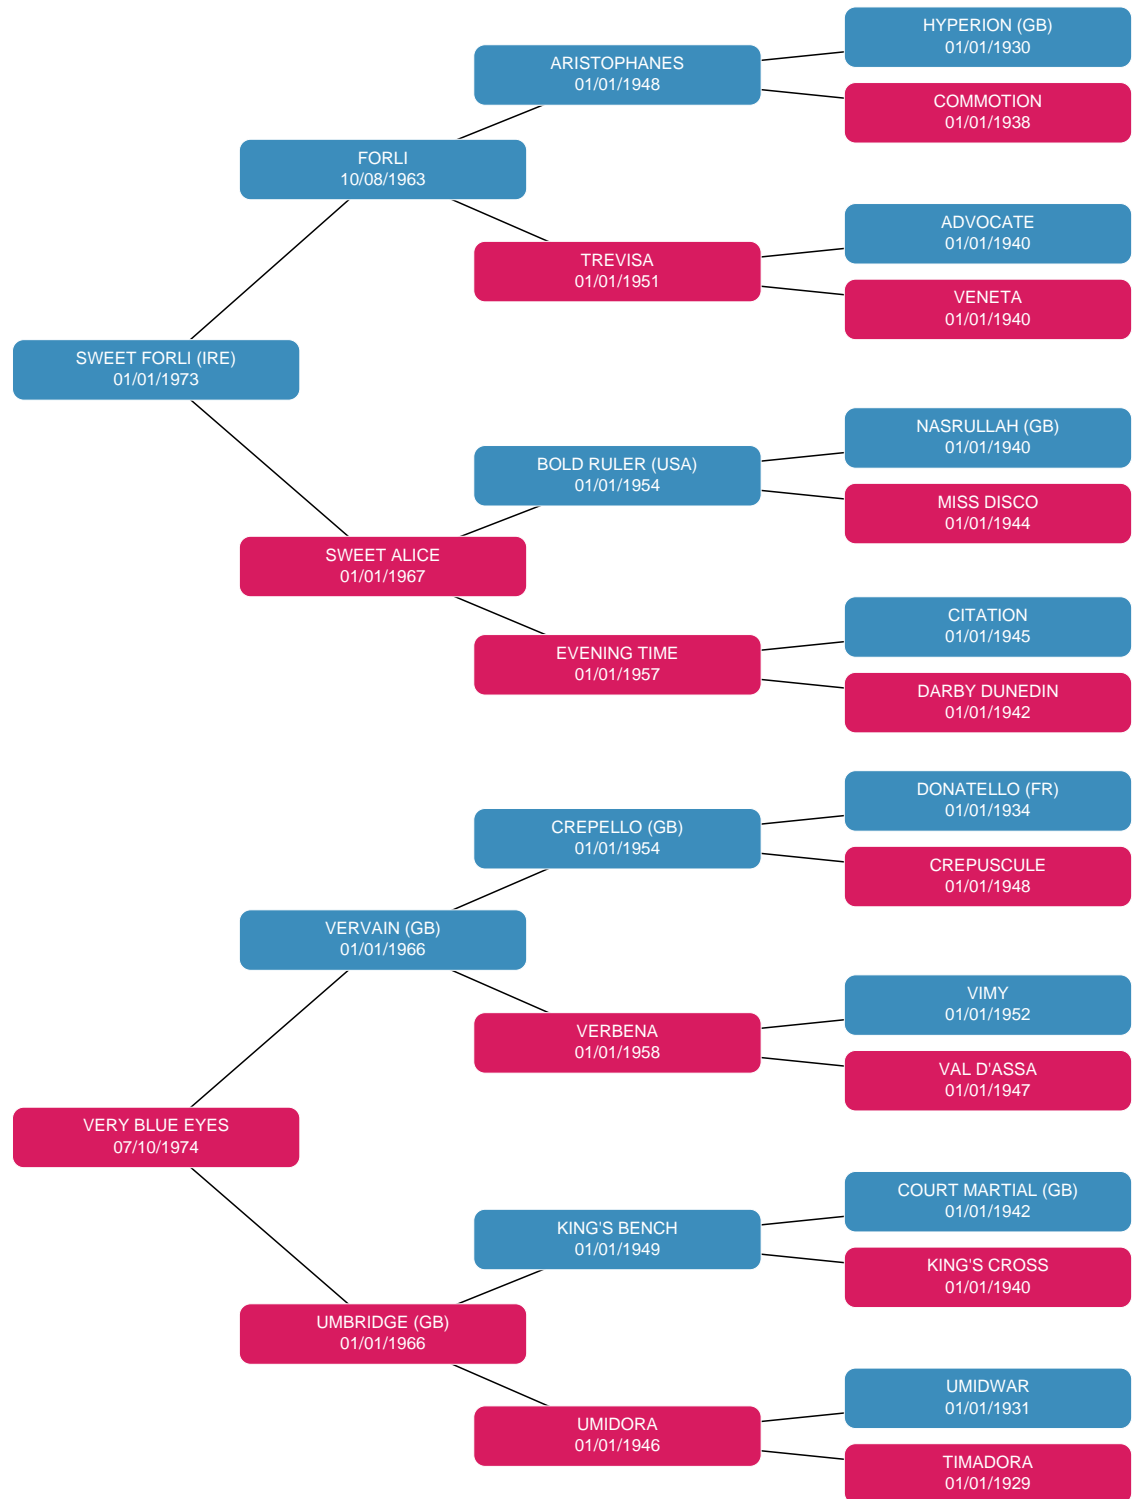 HYPERION (GB)
01/01/1930
ARISTOPHANES
01/01/1948
COMMOTION
01/01/1938
FORLI
10/08/1963
ADVOCATE
01/01/1940
TREVISA
01/01/1951
VENETA
01/01/1940
SWEET FORLI (IRE)
01/01/1973
NASRULLAH (GB)
01/01/1940
BOLD RULER (USA)
01/01/1954
MISS DISCO
01/01/1944
SWEET ALICE
01/01/1967
CITATION
01/01/1945
EVENING TIME
01/01/1957
DARBY DUNEDIN
01/01/1942
DONATELLO (FR)
01/01/1934
CREPELLO (GB)
01/01/1954
CREPUSCULE
01/01/1948
VERVAIN (GB)
01/01/1966
VIMY
01/01/1952
VERBENA
01/01/1958
VAL D'ASSA
01/01/1947
VERY BLUE EYES
07/10/1974
COURT MARTIAL (GB)
01/01/1942
KING'S BENCH
01/01/1949
KING'S CROSS
01/01/1940
UMBRIDGE (GB)
01/01/1966
UMIDWAR
01/01/1931
UMIDORA
01/01/1946
TIMADORA
01/01/1929